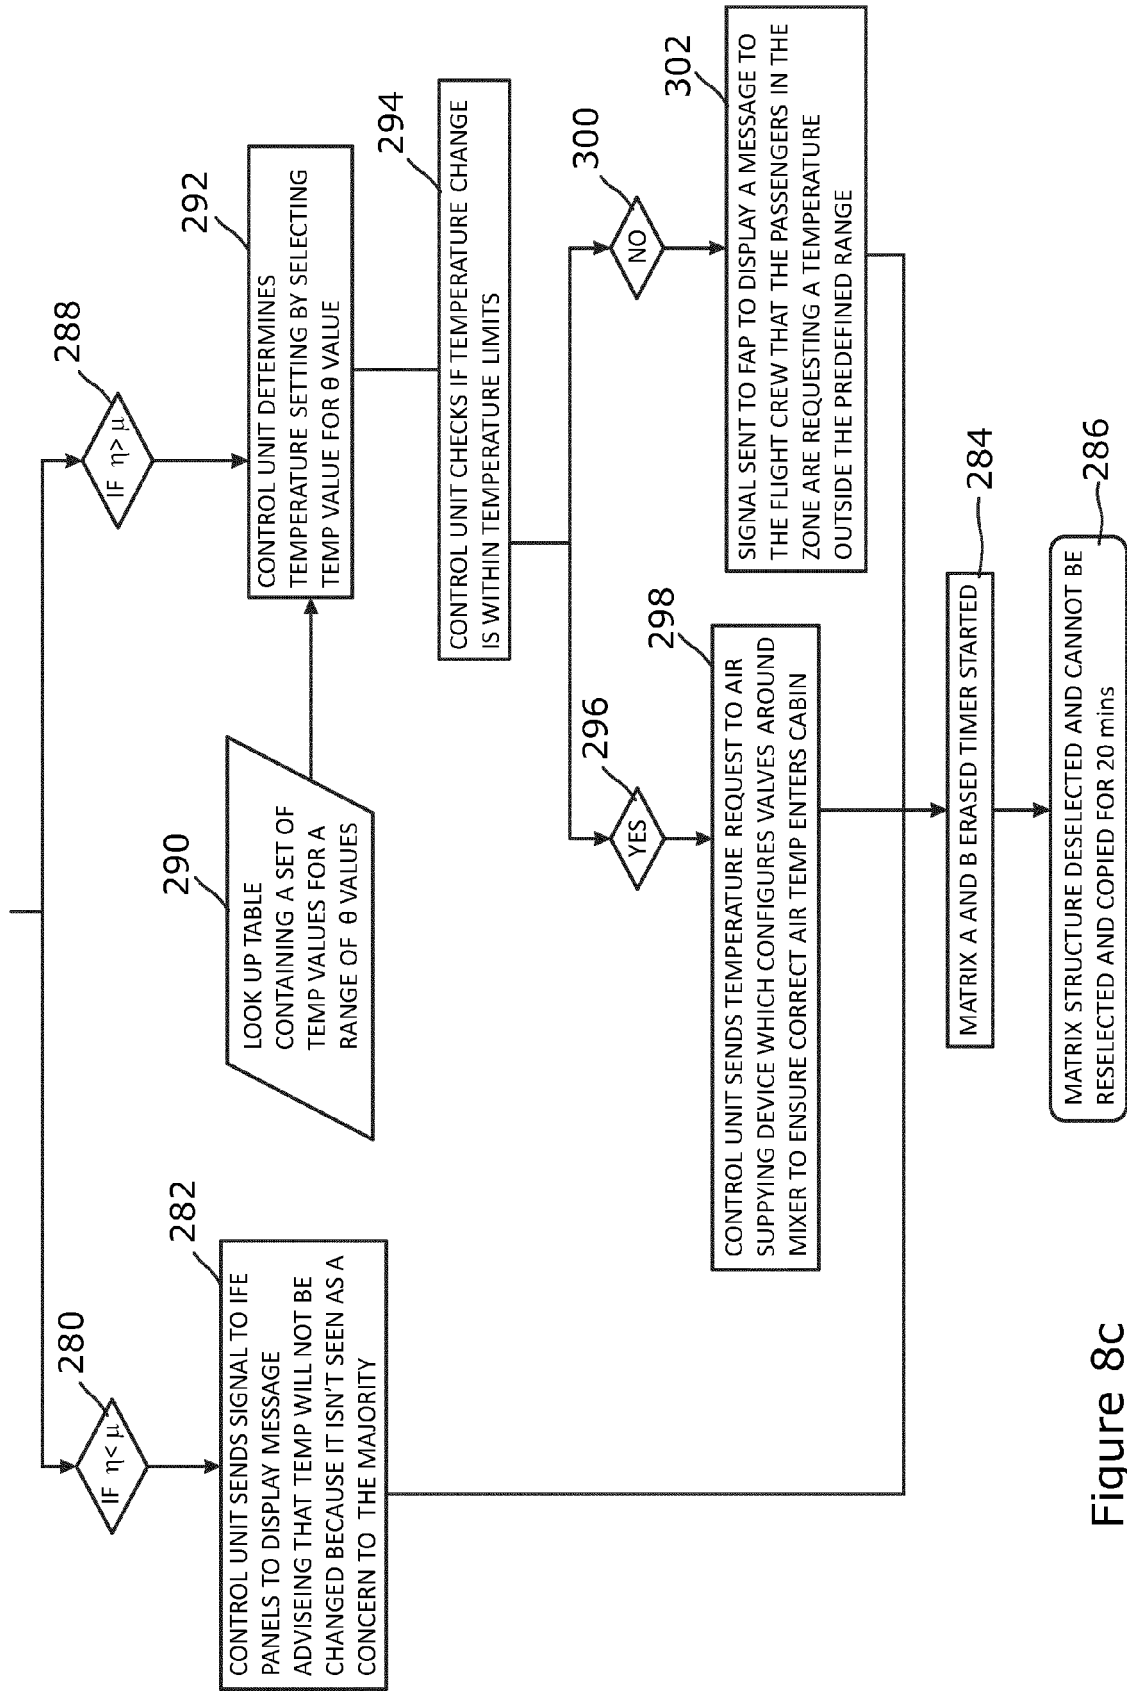 280
IF η< μ
282
CONTROL UNIT SENDS SIGNAL TO IFE
PANELS TO DISPLAY MESSAGE
ADVISEING THAT TEMP WILL NOT BE
CHANGED BECAUSE IT ISN'T SEEN AS A
CONCERN TO THE MAJORITY
288
IF η> μ
290
LOOK UP TABLE
CONTAINING A SET OF
TEMP VALUES FOR A
RANGE OF θ VALUES
292
CONTROL UNIT DETERMINES
TEMPERATURE SETTING BY SELECTING
TEMP VALUE FOR θ VALUE
294
CONTROL UNIT CHECKS IF TEMPERATURE CHANGE
IS WITHIN TEMPERATURE LIMITS
296
YES
298
CONTROL UNIT SENDS TEMPERATURE REQUEST TO AIR
SUPPYING DEVICE WHICH CONFIGURES VALVES AROUND
MIXER TO ENSURE CORRECT AIR TEMP ENTERS CABIN
300
NO
302
SIGNAL SENT TO FAP TO DISPLAY A MESSAGE TO
THE FLIGHT CREW THAT THE PASSENGERS IN THE
ZONE ARE REQUESTING A TEMPERATURE
OUTSIDE THE PREDEFINED RANGE
284
MATRIX A AND B ERASED TIMER STARTED
286
MATRIX STRUCTURE DESELECTED AND CANNOT BE
RESELECTED AND COPIED FOR 20 mins
Figure 8c